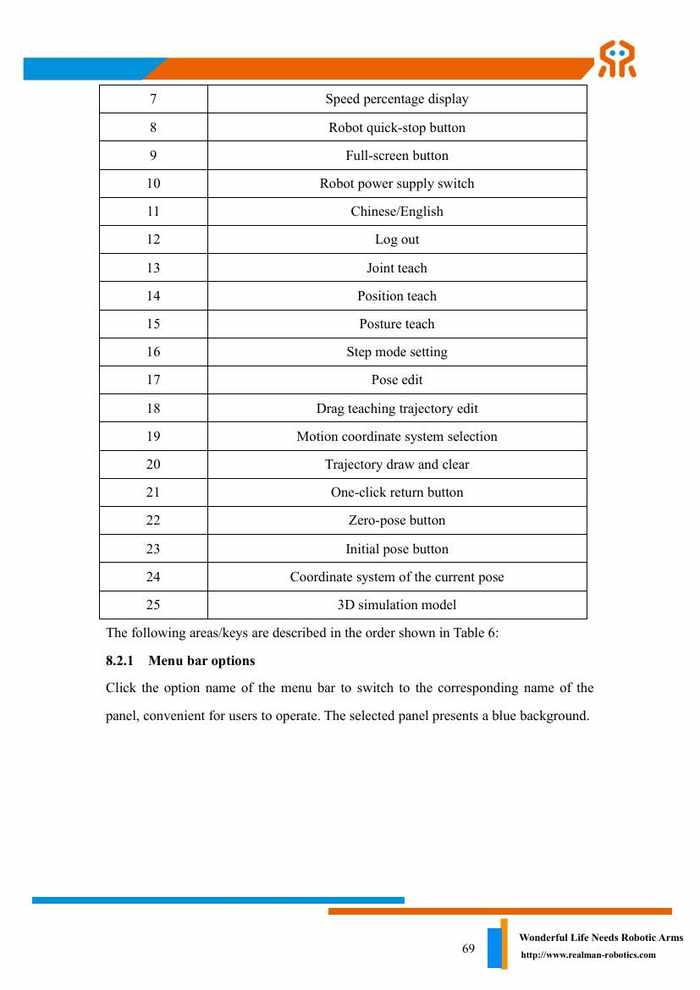 7 Speed percentage display
8 Robot quick-stop button
9 Full-screen button
10 Robot power supply switch
11 Chinese/English
12 Log out
13 Joint teach
14 Position teach
15 Posture teach
16 Step mode setting
17 Pose edit
18 Drag teaching trajectory edit
19 Motion coordinate system selection
20 Trajectory draw and clear
21 One-click return button
22 Zero-pose button
23 Initial pose button
24 Coordinate system of the current pose
25 3D simulation model
The following areas/keys are described in the order shown in Table 6:
8.2.1 Menu bar options
Click the option name of the menu bar to switch to the corresponding name of the
panel, convenient for users to operate. The selected panel presents a blue background.
69
Wonderful Life Needs Robotic Arms
http://www.realman-robotics.com